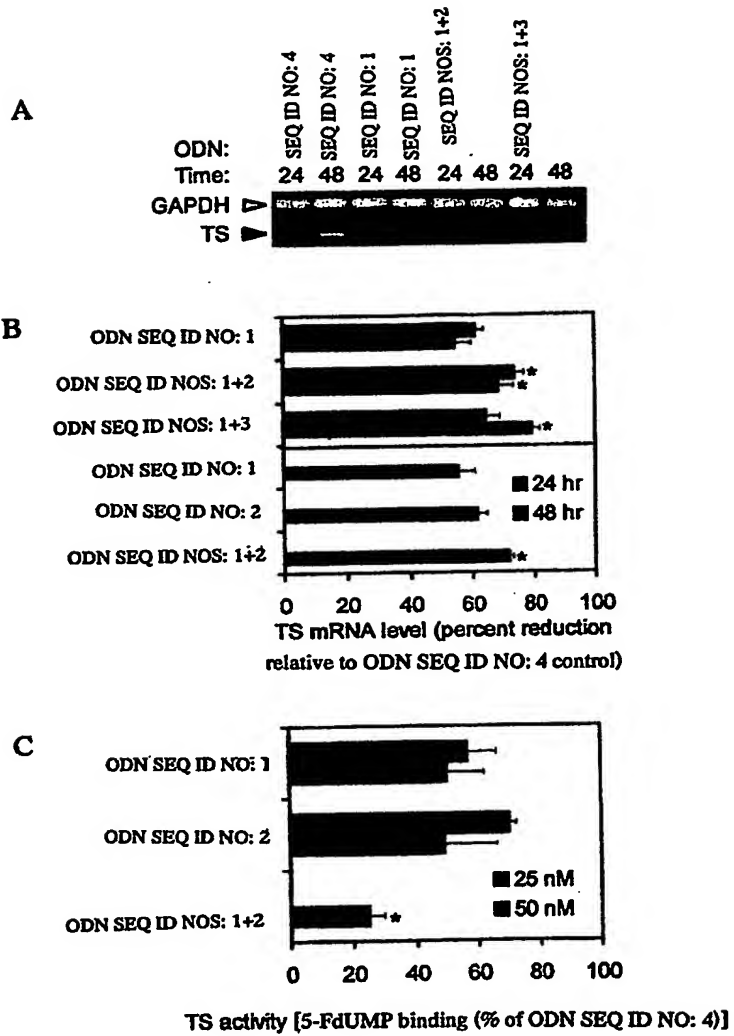 A
ODN:
SEQ ID NO: 4
SEQ ID NO: 4
SEQ ID NO: 1
SEQ ID NO: 1
SEQ ID NOS: 1+2
SEQ ID NOS: 1+3
Time: 24 48 24 48 24 48 24 48
GAPDH
TS
B
ODN SEQ ID NO: 1
ODN SEQ ID NOS: 1+2
ODN SEQ ID NOS: 1+3
ODN SEQ ID NO: 1
ODN SEQ ID NO: 2
ODN SEQ ID NOS: 1+2
* * * *
24 hr
48 hr
0 20 40 60 80 100
TS mRNA level (percent reduction
relative to ODN SEQ ID NO: 4 control)
C
ODN SEQ ID NO: 1
ODN SEQ ID NO: 2
ODN SEQ ID NOS: 1+2
*
25 nM
50 nM
0 20 40 60 80 100
TS activity [5-FdUMP binding (% of ODN SEQ ID NO: 4)]